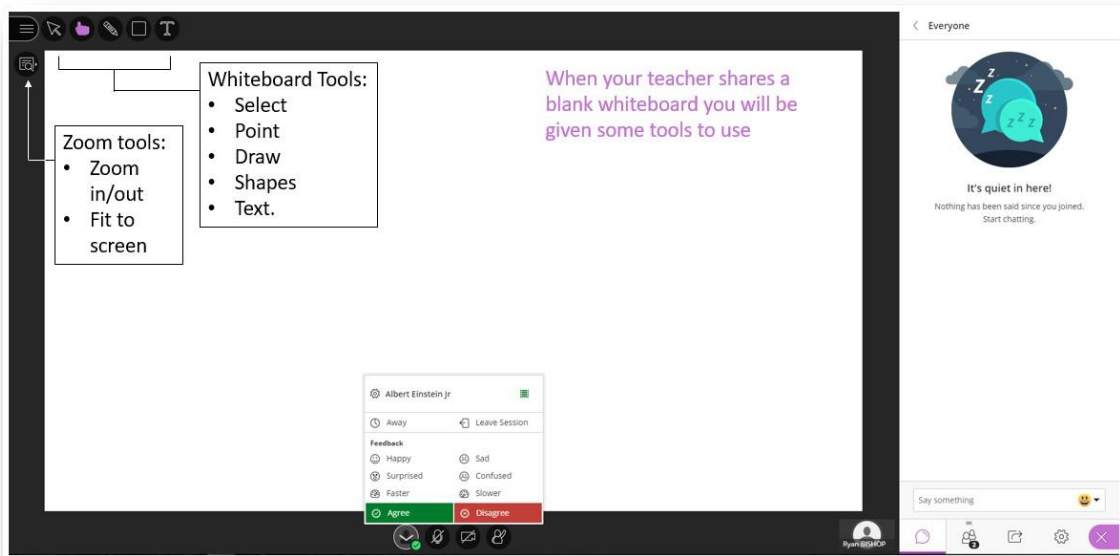 Everyone
Whiteboard Tools:
• Select
• Point
• Draw
• Shapes
• Text.
Zoom tools:
• Zoom
in/out
• Fit to
screen
When your teacher shares a
blank whiteboard you will be
given some tools to use
It's quiet in here!
Nothing has been said since you joined.
Start chatting.
Albert Einstein Jr
Away Leave Session
Feedback
Happy Sad
Surprised Confused
Faster Slower
Agree Disagree
Ryan BISHOP
Say something